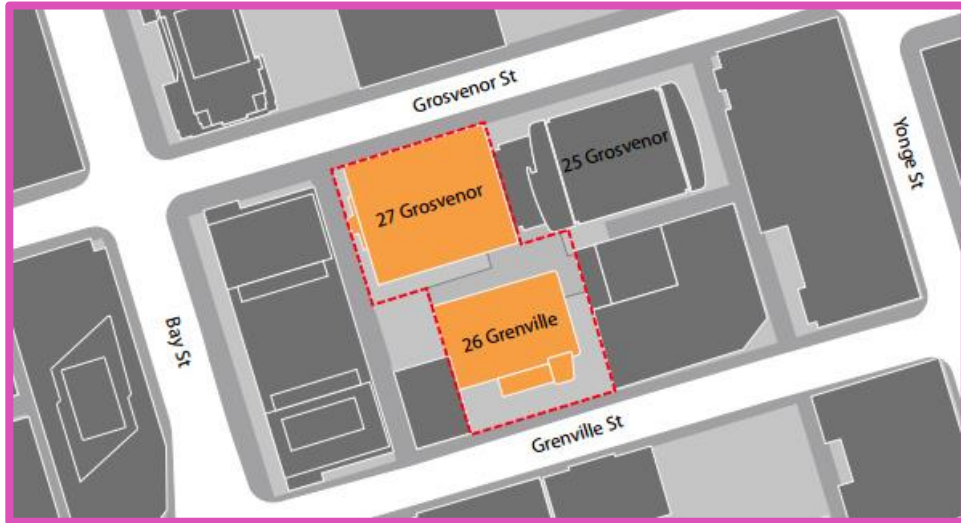 Grosvenor St
25 Grosvenor
27 Grosvenor
Yonge St
26 Grenville
Bay St
Grenville St